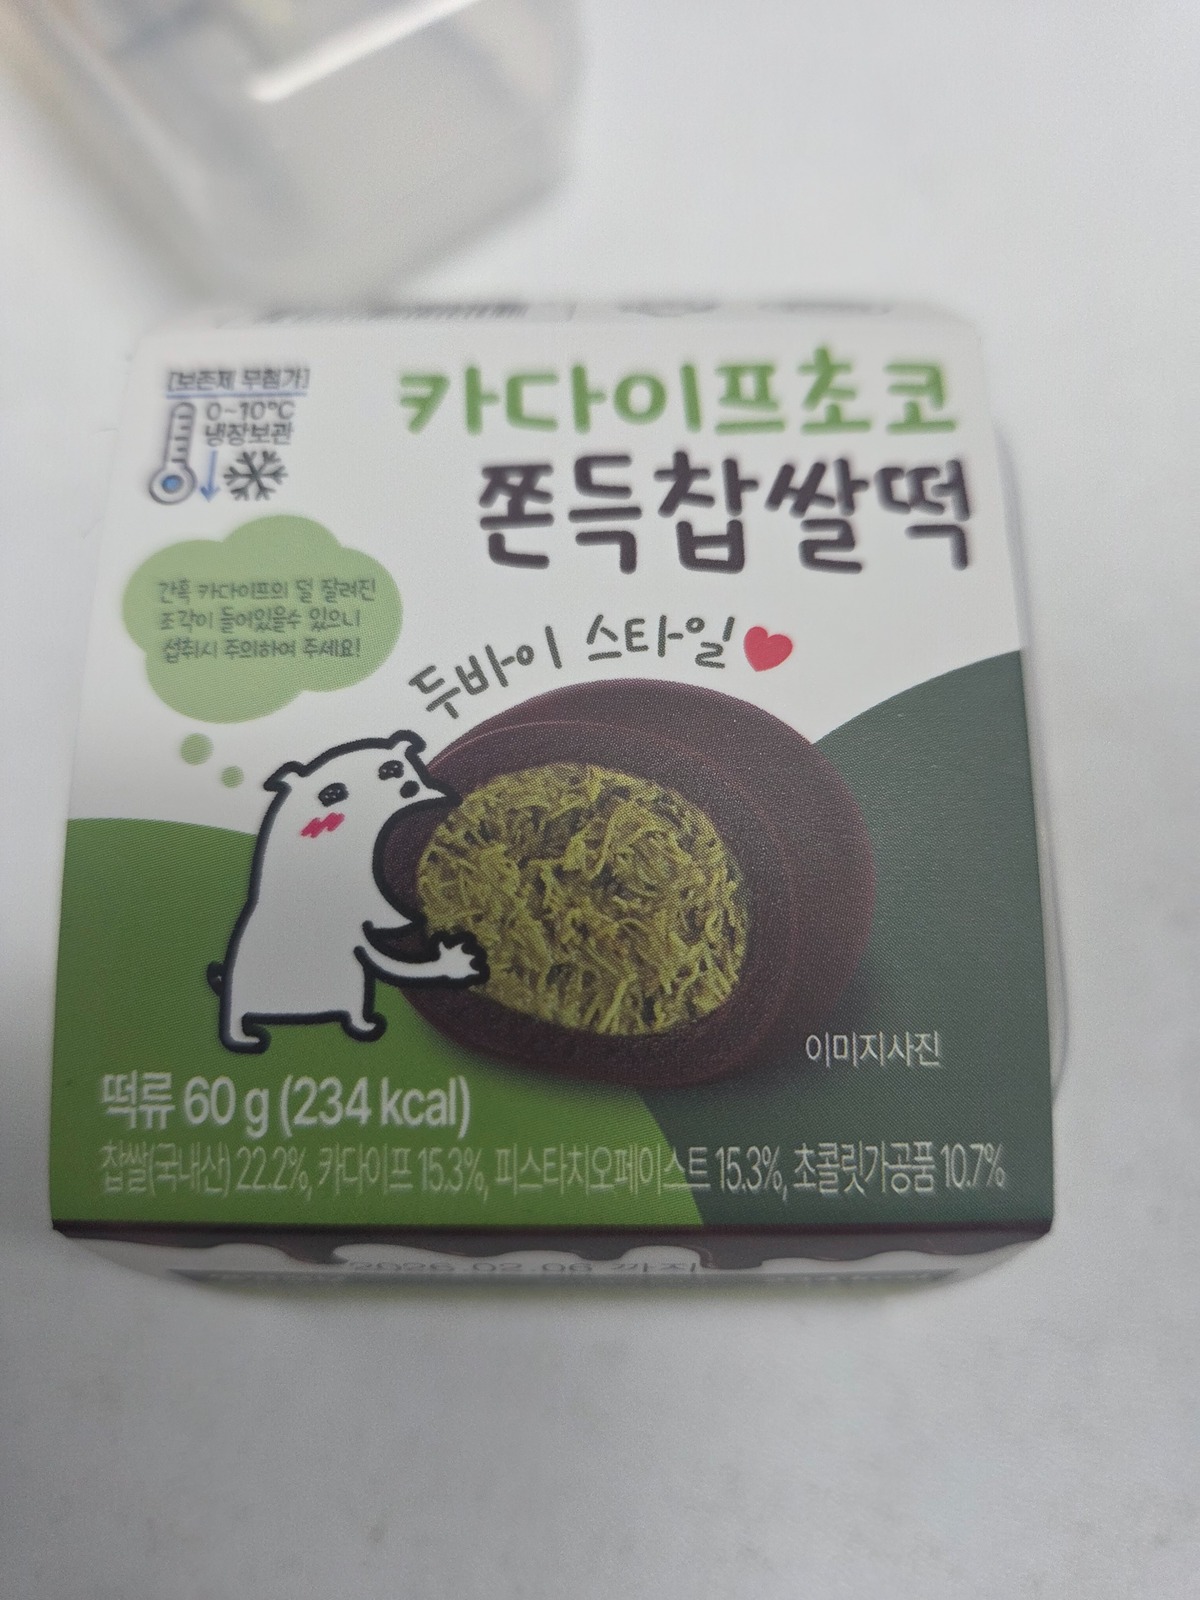 [보존제 무첨가]
0~10℃
냉장보관
카다이프초코
쫀득찹쌀떡
간혹 카다이프의 덜 잘려진
조각이 들어있을수 있으니
섭취시 주의하여 주세요!
두바이 스타일
이미지사진
떡류 60 g (234 kcal)
찹쌀(국내산) 22.2%, 카다이프 15.3%, 피스타치오페이스트 15.3%, 초콜릿가공품 10.7%
2026.02.06 까지